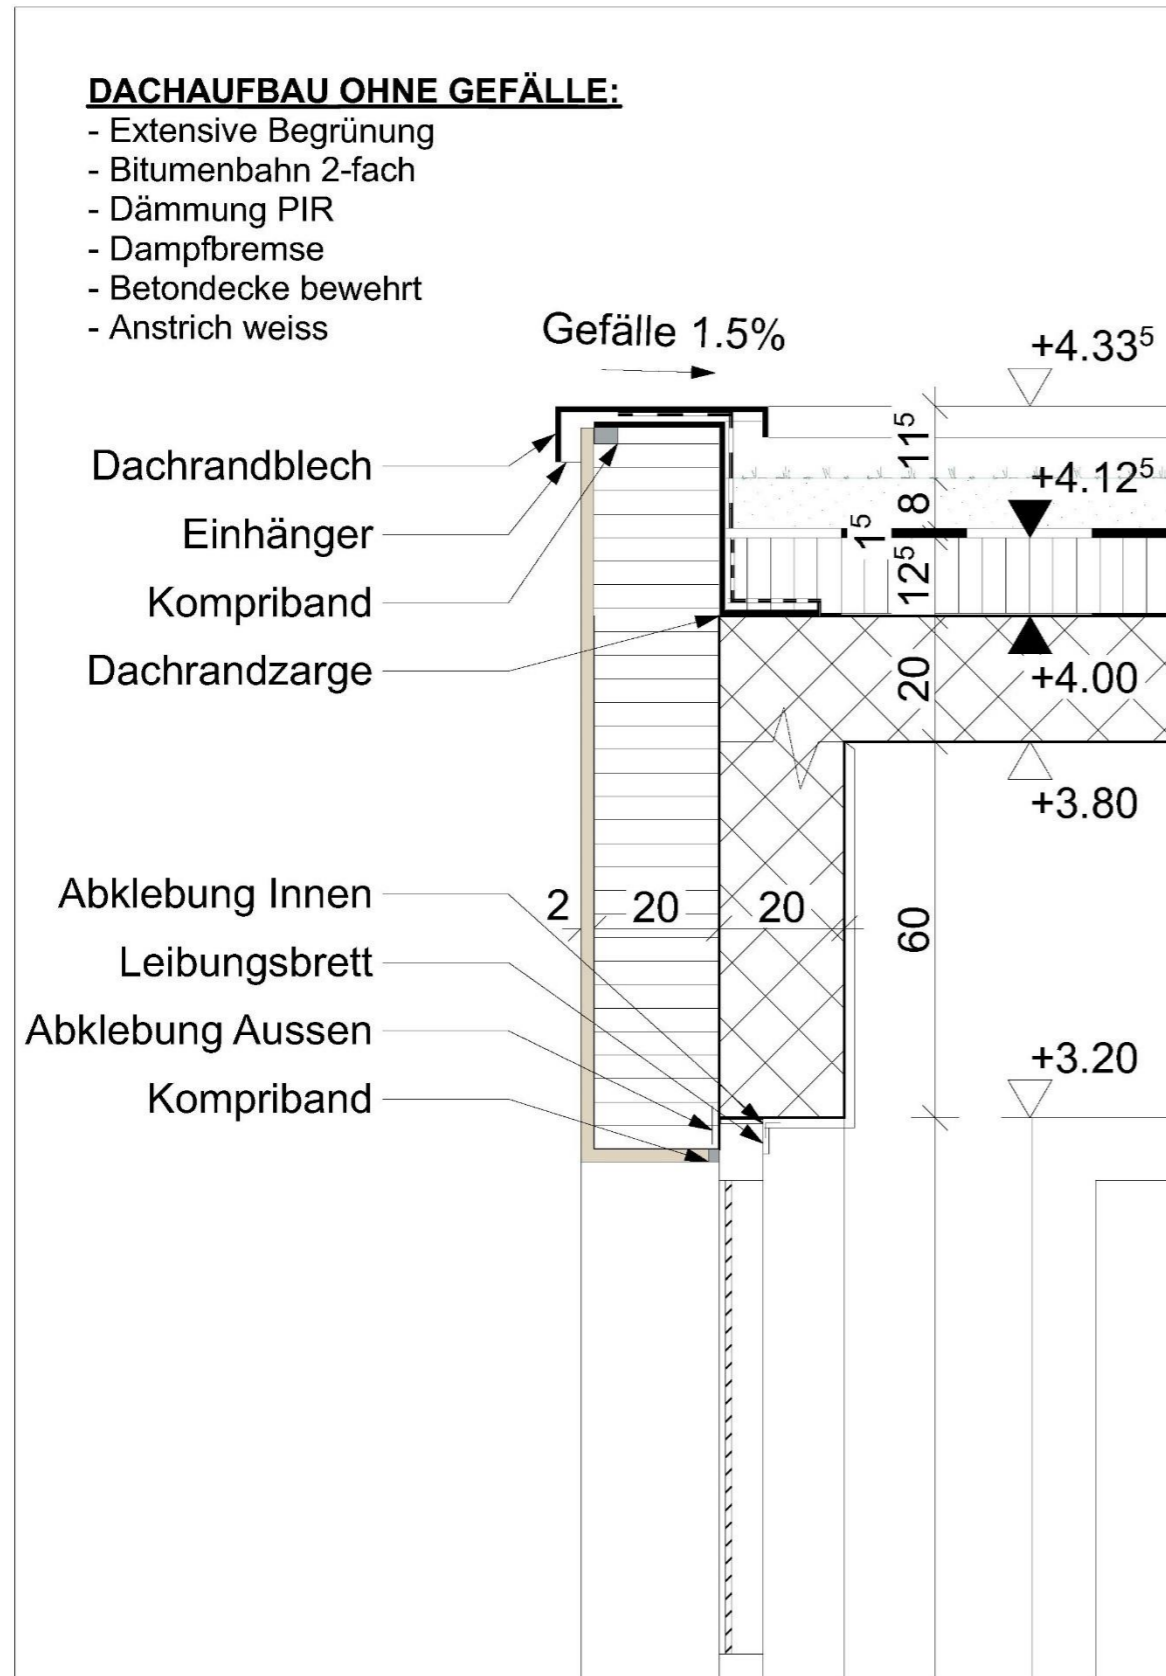 DACHAUFBAU OHNE GEFÄLLE:
- Extensive Begrünung
- Bitumenbahn 2-fach
- Dämmung PIR
- Dampfbremse
- Betondecke bewehrt
- Anstrich weiss
Gefälle 1.5%
+4.33⁵
Dachrandblech
11⁵
+4.12⁵
Einhänger
8
1⁵
Kompriband
12⁵
Dachrandzarge
20
+4.00
+3.80
Abklebung Innen
2
20
20
60
Leibungsbrett
Abklebung Aussen
+3.20
Kompriband